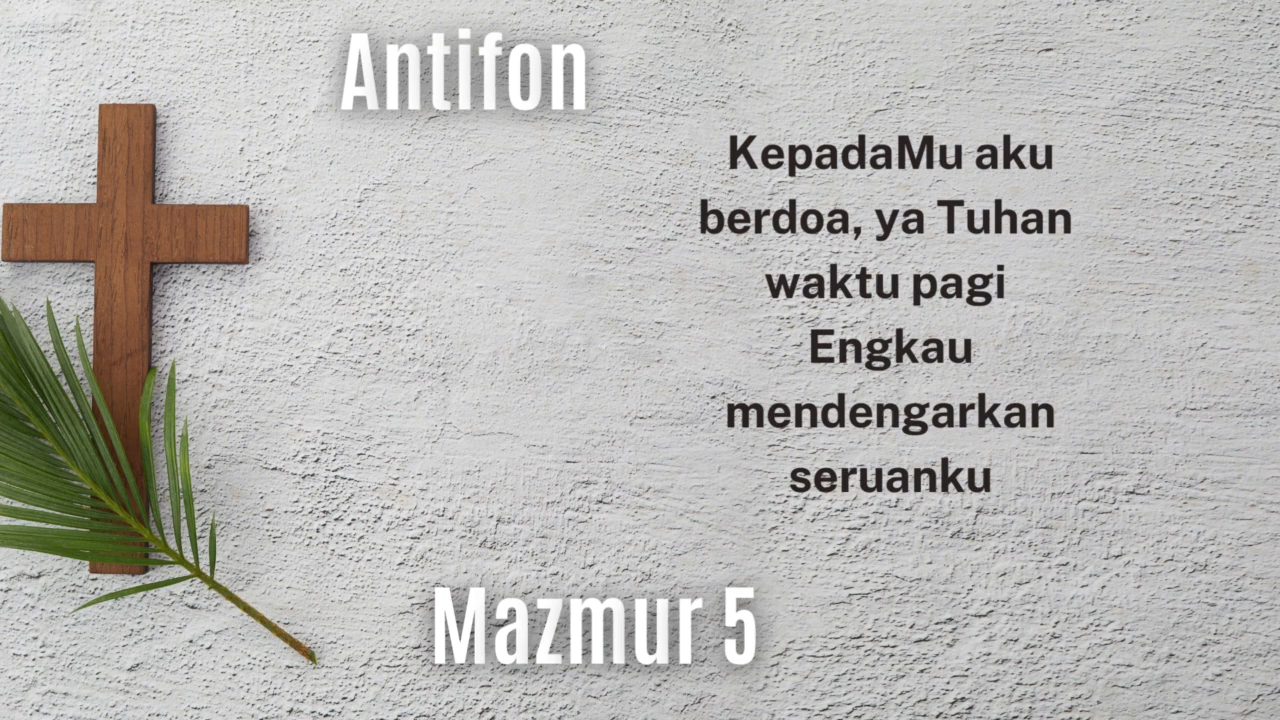 Antifon
KepadaMu aku
berdoa, ya Tuhan
waktu pagi
Engkau
mendengarkan
seruanku
Mazmur 5